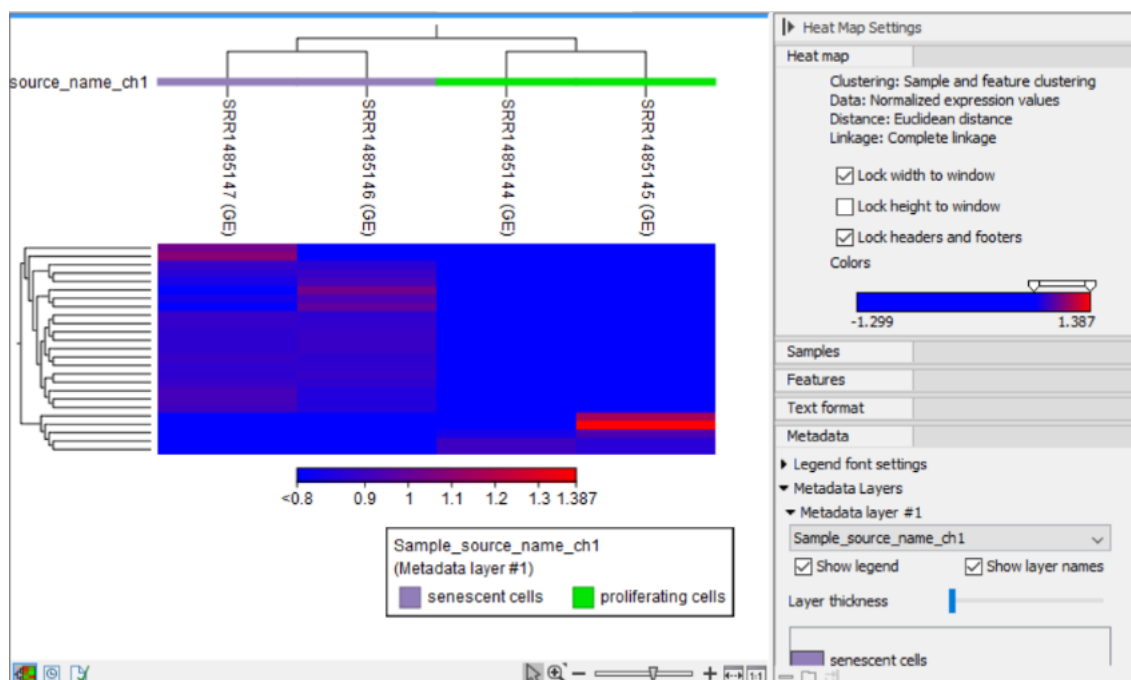 source_name_ch1
SRR1485147 (GE)
SRR1485146 (GE)
SRR1485144 (GE)
SRR1485145 (GE)
<0.8 0.9 1 1.1 1.2 1.3 1.387
Sample_source_name_ch1
(Metadata layer #1)
senescent cells proliferating cells
Heat Map Settings
Heat map
Clustering: Sample and feature clustering
Data: Normalized expression values
Distance: Euclidean distance
Linkage: Complete linkage
Lock width to window
Lock height to window
Lock headers and footers
Colors
-1.299 1.387
Samples
Features
Text format
Metadata
Legend font settings
Metadata Layers
Metadata layer #1
Sample_source_name_ch1
Show legend Show layer names
Layer thickness
senescent cells
1:1